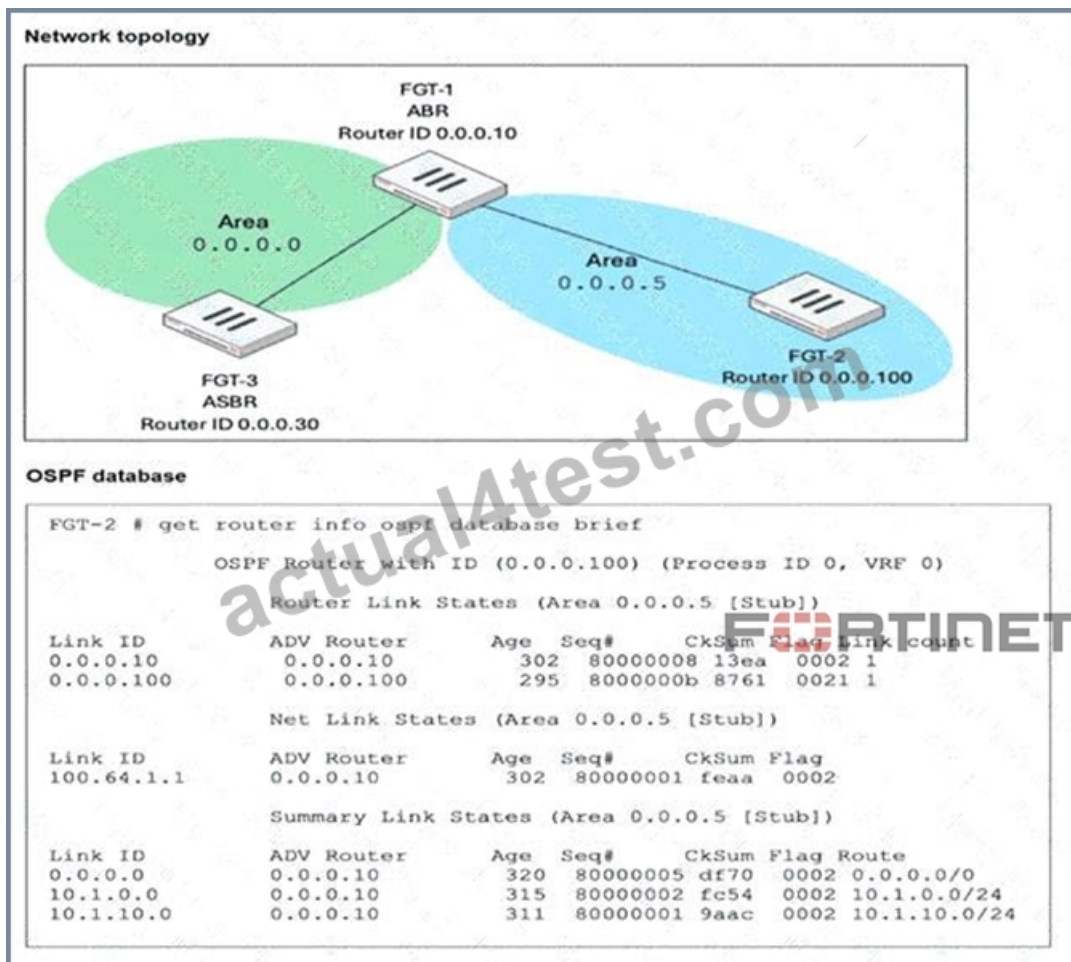 Network topology
FGT-1
ABR
Router ID 0.0.0.10
Area
0.0.0.0
Area
0.0.0.5
FGT-2
Router ID 0.0.0.100
FGT-3
ASBR
Router ID 0.0.0.30
actual4test.com
OSPF database
FGT-2 # get router info ospf database brief
OSPF Router with ID (0.0.0.100) (Process ID 0, VRF 0)
Router Link States (Area 0.0.0.5 [Stub])
FORTINET
Link ID ADV Router Age Seq# CkSum Flag Link count
0.0.0.10 0.0.0.10 302 80000008 13ea 0002 1
0.0.0.100 0.0.0.100 295 8000000b 8761 0021 1
Net Link States (Area 0.0.0.5 [Stub])
Link ID ADV Router Age Seq# CkSum Flag
100.64.1.1 0.0.0.10 302 80000001 feaa 0002
Summary Link States (Area 0.0.0.5 [Stub])
Link ID ADV Router Age Seq# CkSum Flag Route
0.0.0.0 0.0.0.10 320 80000005 df70 0002 0.0.0.0/0
10.1.0.0 0.0.0.10 315 80000002 fc54 0002 10.1.0.0/24
10.1.10.0 0.0.0.10 311 80000001 9aac 0002 10.1.10.0/24